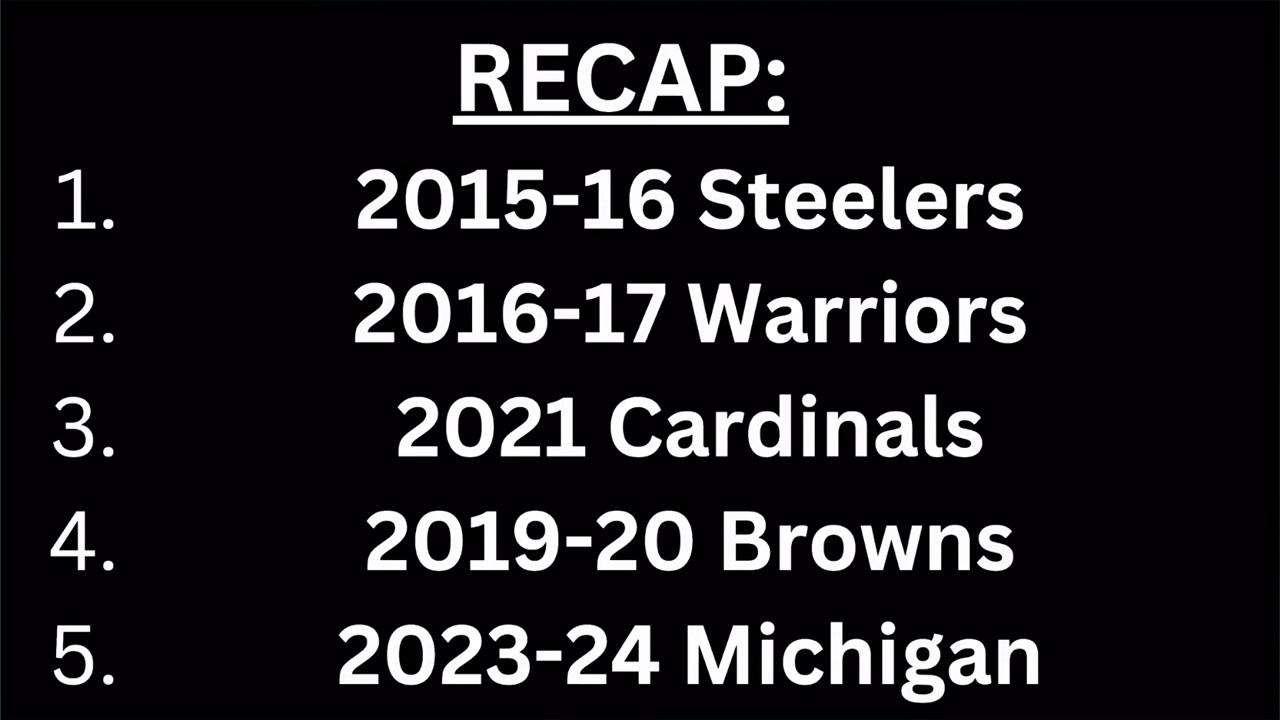 RECAP:
1. 2015-16 Steelers
2. 2016-17 Warriors
3. 2021 Cardinals
4. 2019-20 Browns
5. 2023-24 Michigan